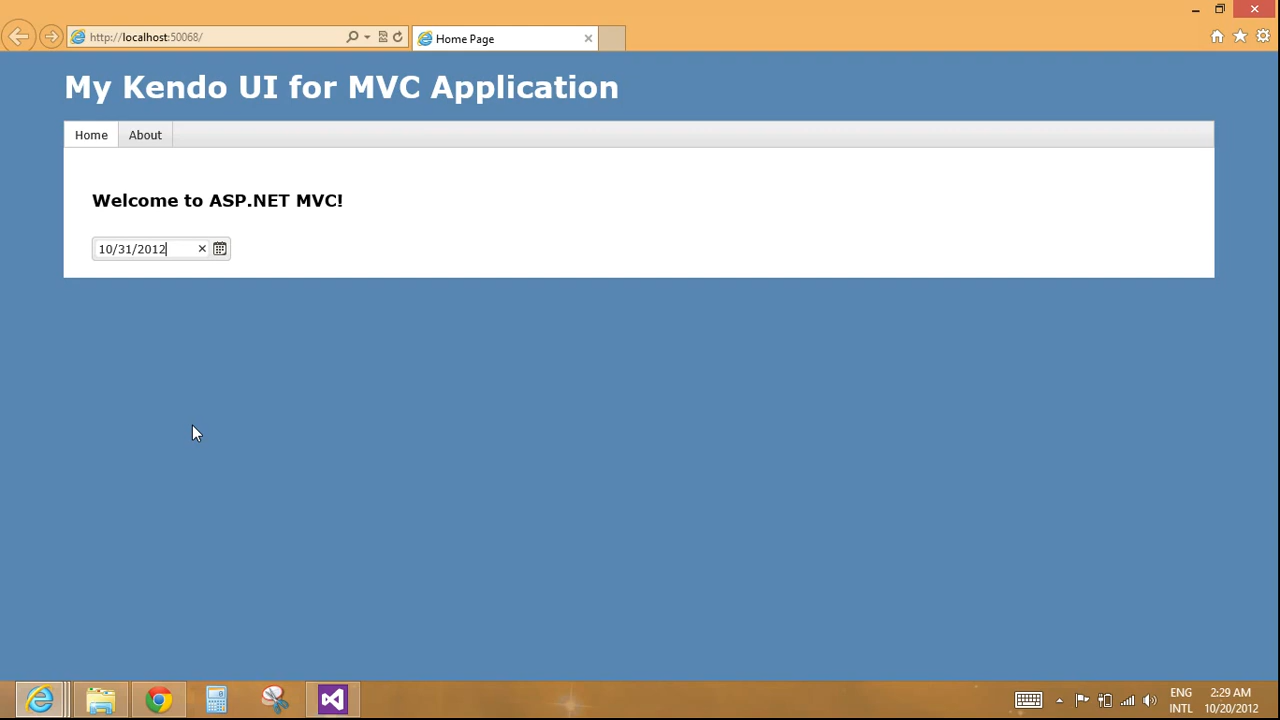 http://localhost:50068/
Home Page
My Kendo UI for MVC Application
Home
About
Welcome to ASP.NET MVC!
10/31/2012
ENG
INTL
2:29 AM
10/20/2012